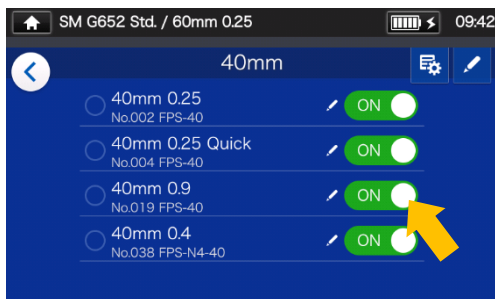 SM G652 Std. / 60mm 0.25 09:42
40mm
40mm 0.25 ON
No.002 FPS-40
40mm 0.25 Quick ON
No.004 FPS-40
40mm 0.9 ON
No.019 FPS-40
40mm 0.4 ON
No.038 FPS-N4-40